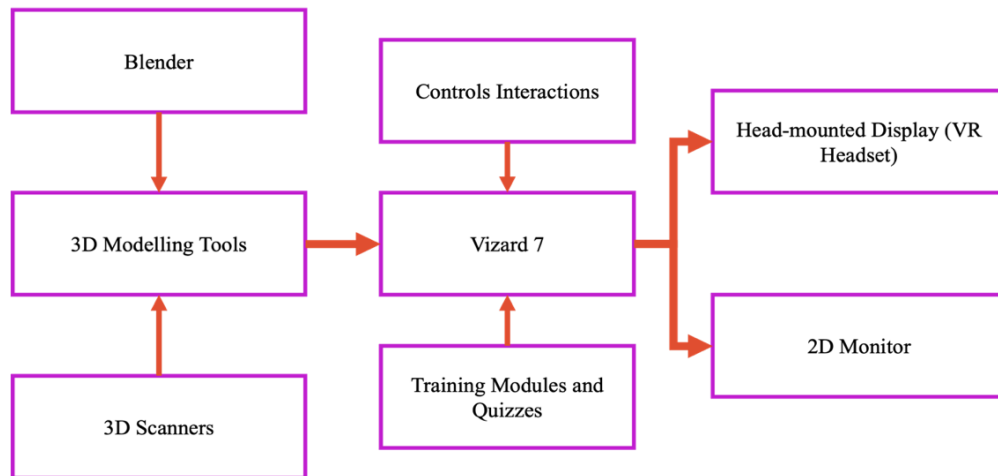 Blender
Controls Interactions
Head-mounted Display (VR
Headset)
3D Modelling Tools
Vizard 7
2D Monitor
Training Modules and
Quizzes
3D Scanners